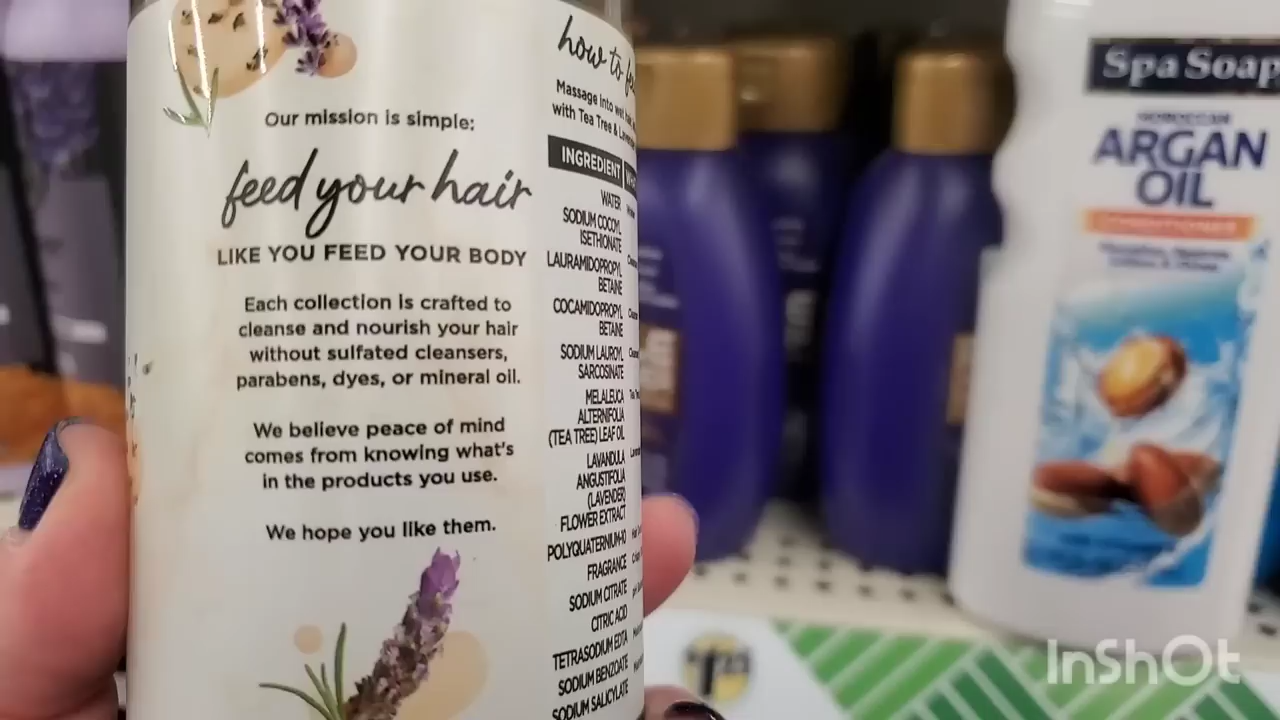 Our mission is simple:
feed your hair
LIKE YOU FEED YOUR BODY
Each collection is crafted to
cleanse and nourish your hair
without sulfated cleansers,
parabens, dyes, or mineral oil.
We believe peace of mind
comes from knowing what's
in the products you use.
We hope you like them.
how to
Massage into wet
with Tea Tree &
INGREDIENT
WATER
SODIUM COCOYL
ISETHIONATE
LAURAMIDOPROPYL
BETAINE
COCAMIDOPROPYL
BETAINE
SODIUM LAUROYL
SARCOSINATE
MELALEUCA
ALTERNIFOLIA
(TEA TREE) LEAF OIL
LAVANDULA
ANGUSTIFOLIA
(LAVENDER)
FLOWER EXTRACT
POLYQUATERNIUM-10
FRAGRANCE
SODIUM CITRATE
CITRIC ACID
TETRASODIUM EDTA
SODIUM BENZOATE
SODIUM SALICYLATE
Spa Soap
MOROCCAN
ARGAN
OIL
CONDITIONER
InShOt